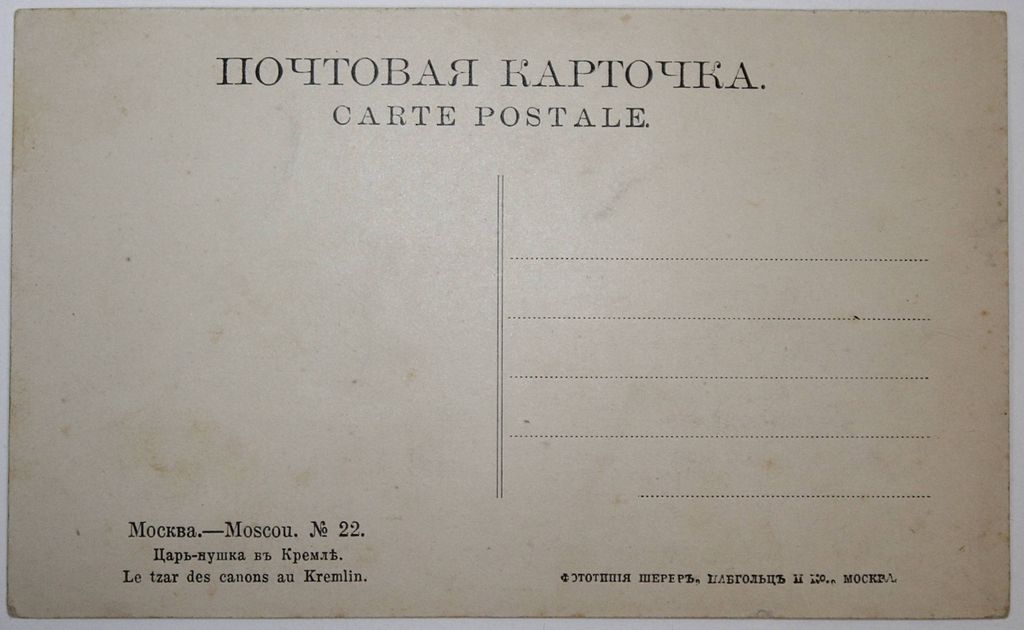 ПОЧТОВАЯ КАРТОЧКА.
CARTE POSTALE.
Москва.—Moscou. № 22.
Царь-пушка въ Кремлѣ.
Le tzar des canons au Kremlin.
ФОТОТИПІЯ ШЕРЕРЪ, НАБГОЛЬЦЪ И Ко., МОСКВА.